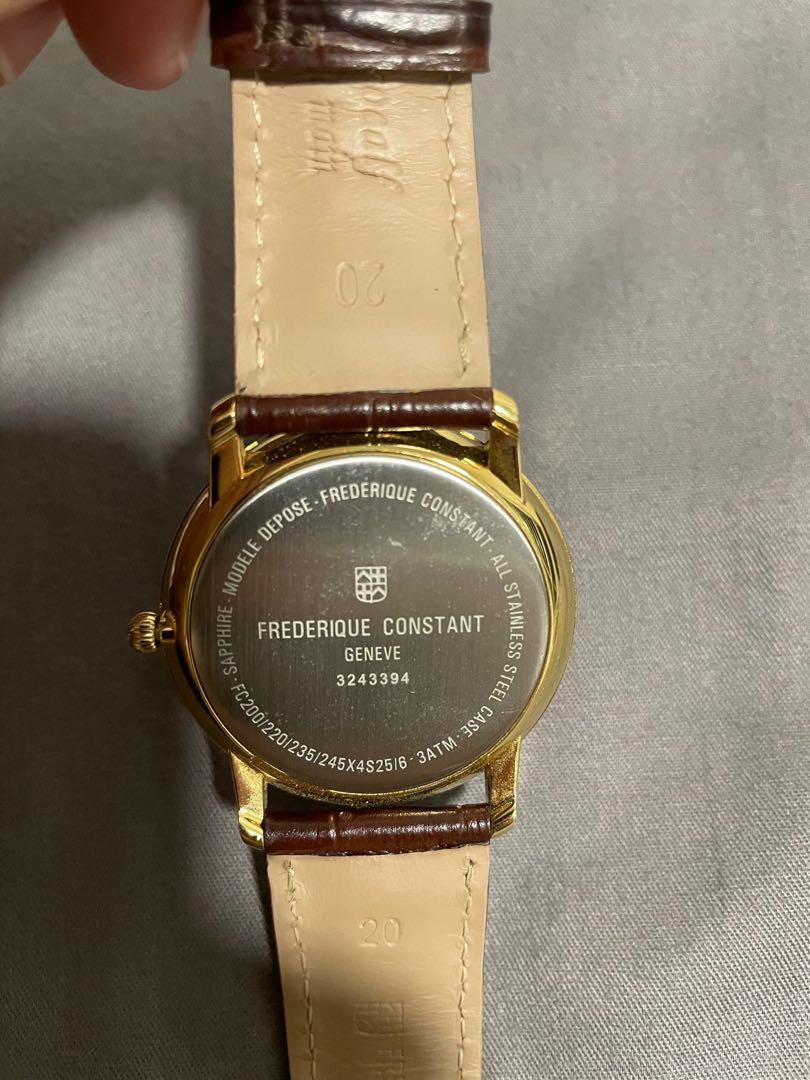 20
FREDERIQUE CONSTANT · ALL STAINLESS STEEL CASE · 3ATM · FC200/220/235/245X4S25/6 · SAPPHIRE · MODELE DEPOSE ·
FREDERIQUE CONSTANT
GENEVE
3243394
20